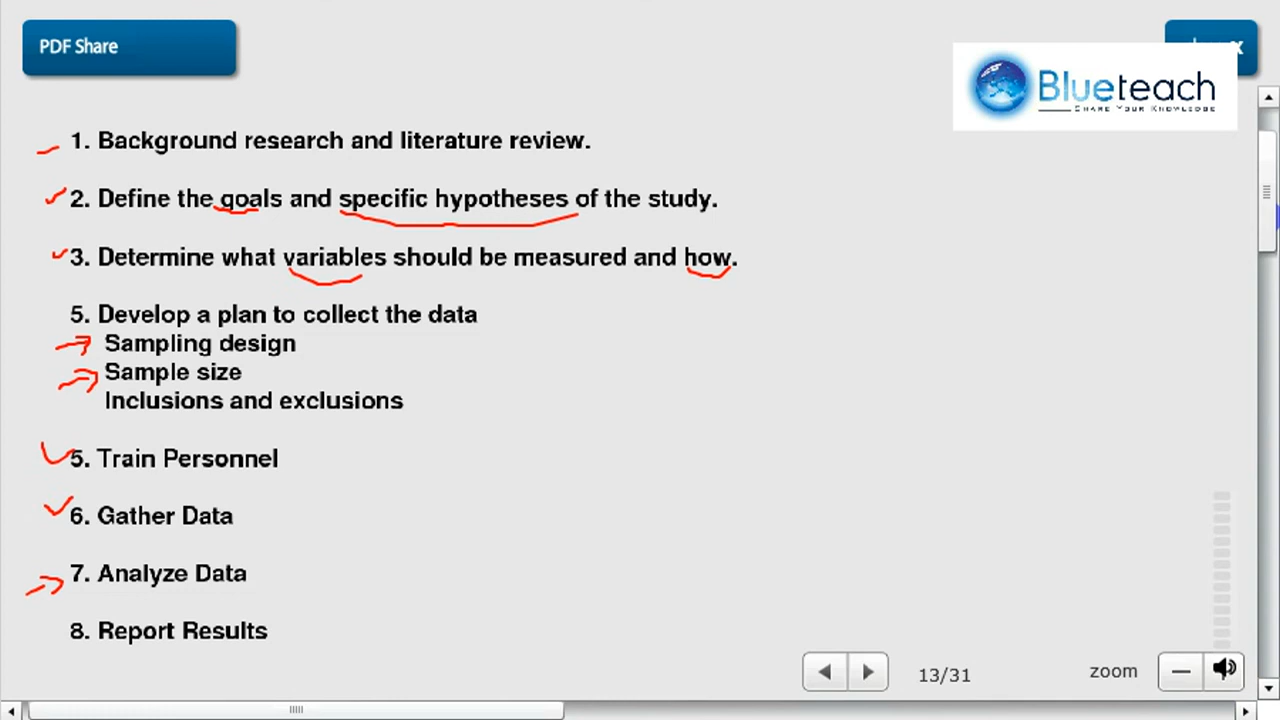 PDF Share
Blueteach
SHARE YOUR KNOWLEDGE
1. Background research and literature review.
2. Define the goals and specific hypotheses of the study.
3. Determine what variables should be measured and how.
5. Develop a plan to collect the data
Sampling design
Sample size
Inclusions and exclusions
5. Train Personnel
6. Gather Data
7. Analyze Data
8. Report Results
13/31
zoom